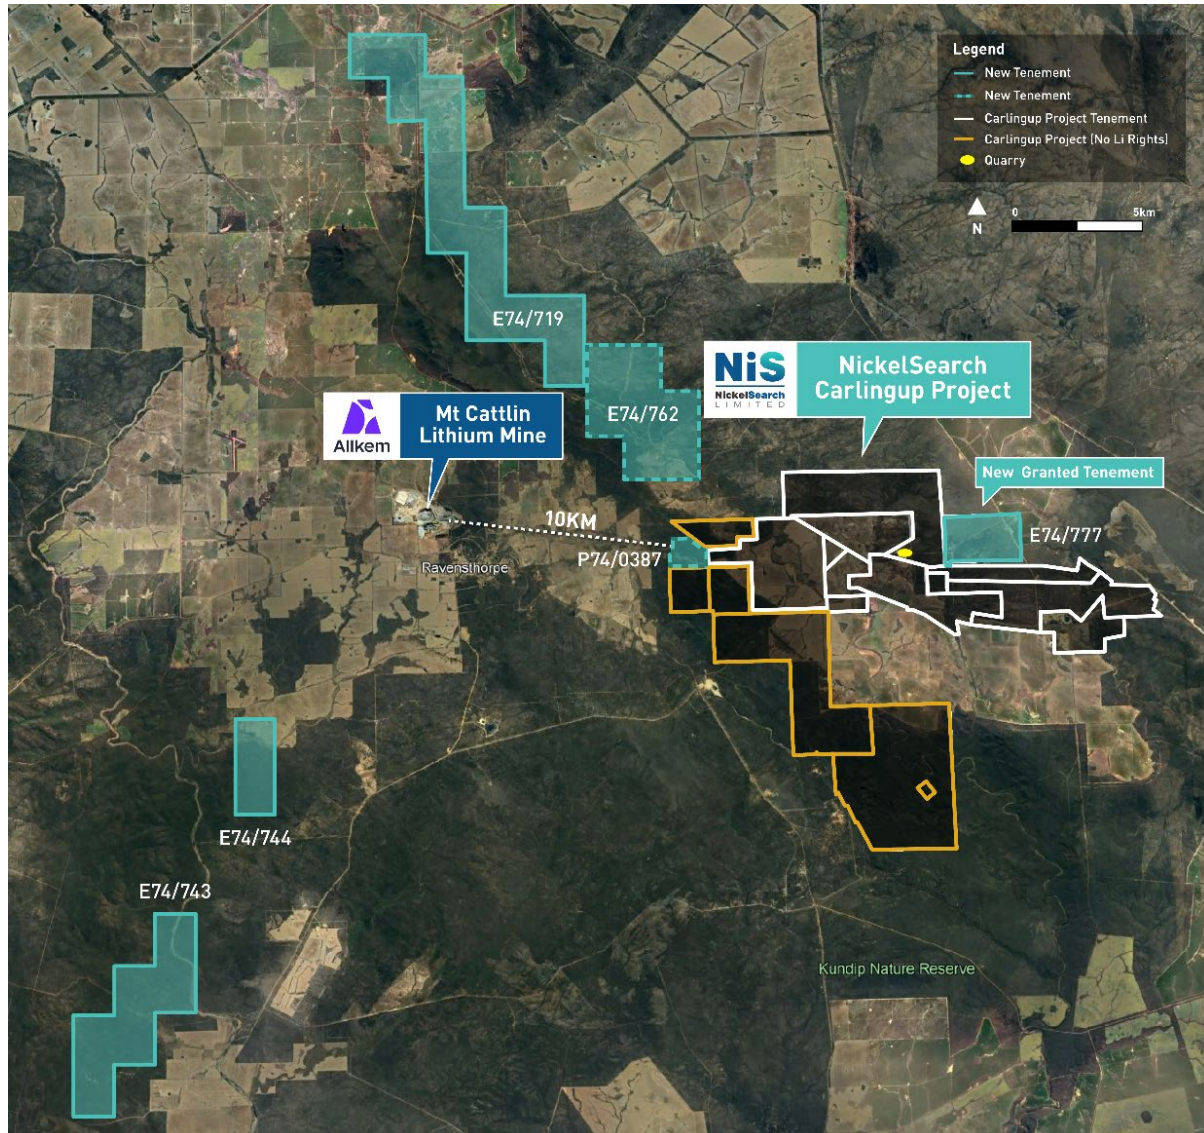 Legend
New Tenement
New Tenement
Carlingup Project Tenement
Carlingup Project (No Li Rights)
Quarry
N
0 5km
E74/719
E74/762
NiS
NickelSearch
LIMITED
NickelSearch
Carlingup Project
Allkem
Mt Cattlin
Lithium Mine
New Granted Tenement
10KM
E74/777
P74/0387
Ravensthorpe
E74/744
E74/743
Kundip Nature Reserve